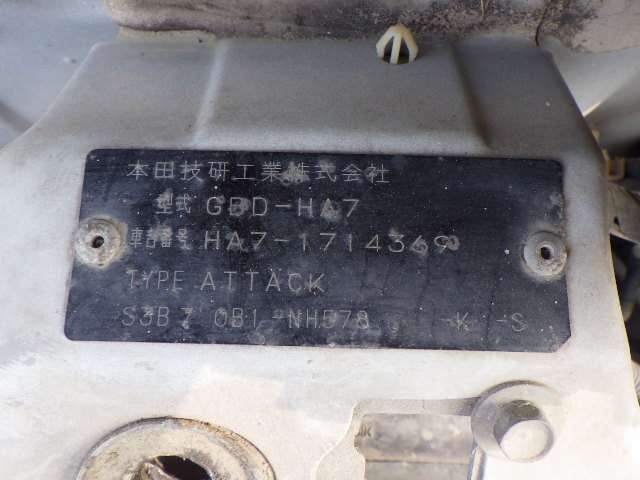 本田技研工業株式会社
型式 GBD-HA7
車台番号 HA7-1714369
TYPE ATTACK
S3B7 0B1 NH578 -K -S